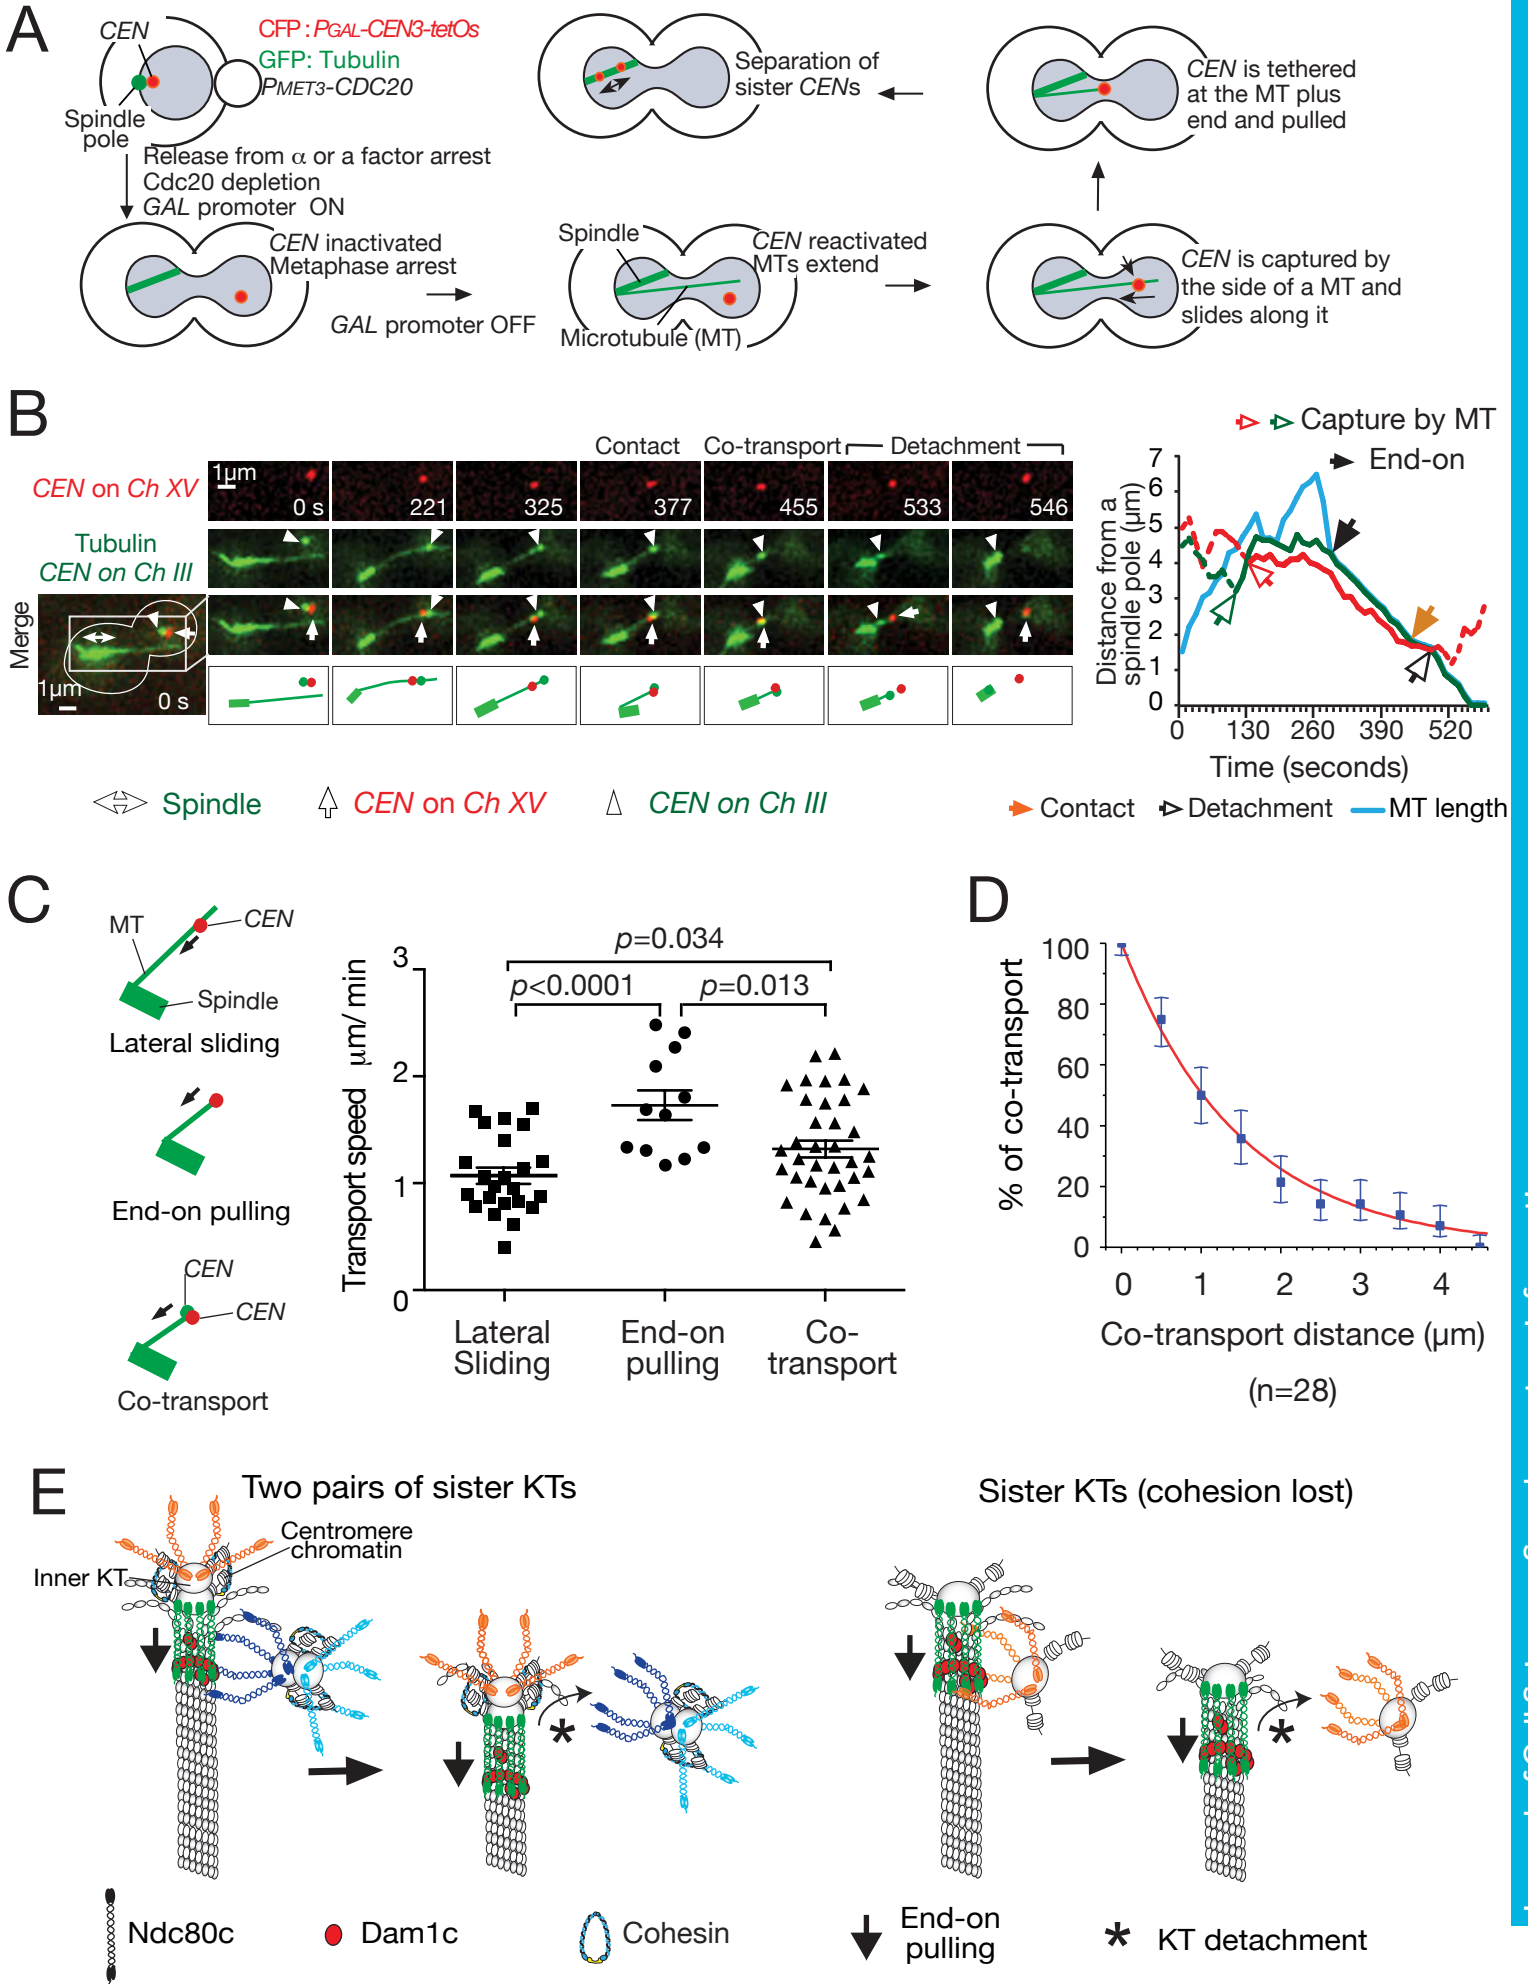 A
CEN
CFP : PGAL-CEN3-tetOs
GFP: Tubulin
PMET3-CDC20
Spindle
pole
Release from α or a factor arrest
Cdc20 depletion
GAL promoter ON
CEN inactivated
Metaphase arrest
GAL promoter OFF
Spindle
CEN reactivated
MTs extend
Microtubule (MT)
CEN is captured by
the side of a MT and
slides along it
CEN is tethered
at the MT plus
end and pulled
Separation of
sister CENs
B
Contact
Co-transport
Detachment
CEN on Ch XV
1µm
0 s
221
325
377
455
533
546
Tubulin
CEN on Ch III
Merge
1µm
0 s
Spindle
CEN on Ch XV
CEN on Ch III
Capture by MT
End-on
Distance from a
spindle pole (µm)
7
6
5
4
3
2
1
0
0 130 260 390 520
Time (seconds)
Contact
Detachment
MT length
C
MT
CEN
Spindle
Lateral sliding
End-on pulling
CEN
CEN
Co-transport
Transport speed µm/ min
3
2
1
0
p=0.034
p<0.0001
p=0.013
Lateral
Sliding
End-on
pulling
Co-
transport
D
% of co-transport
100
80
60
40
20
0
0 1 2 3 4
Co-transport distance (µm)
(n=28)
E
Two pairs of sister KTs
Sister KTs (cohesion lost)
Centromere
chromatin
Inner KT
*
*
Ndc80c
Dam1c
Cohesin
End-on
pulling
* KT detachment